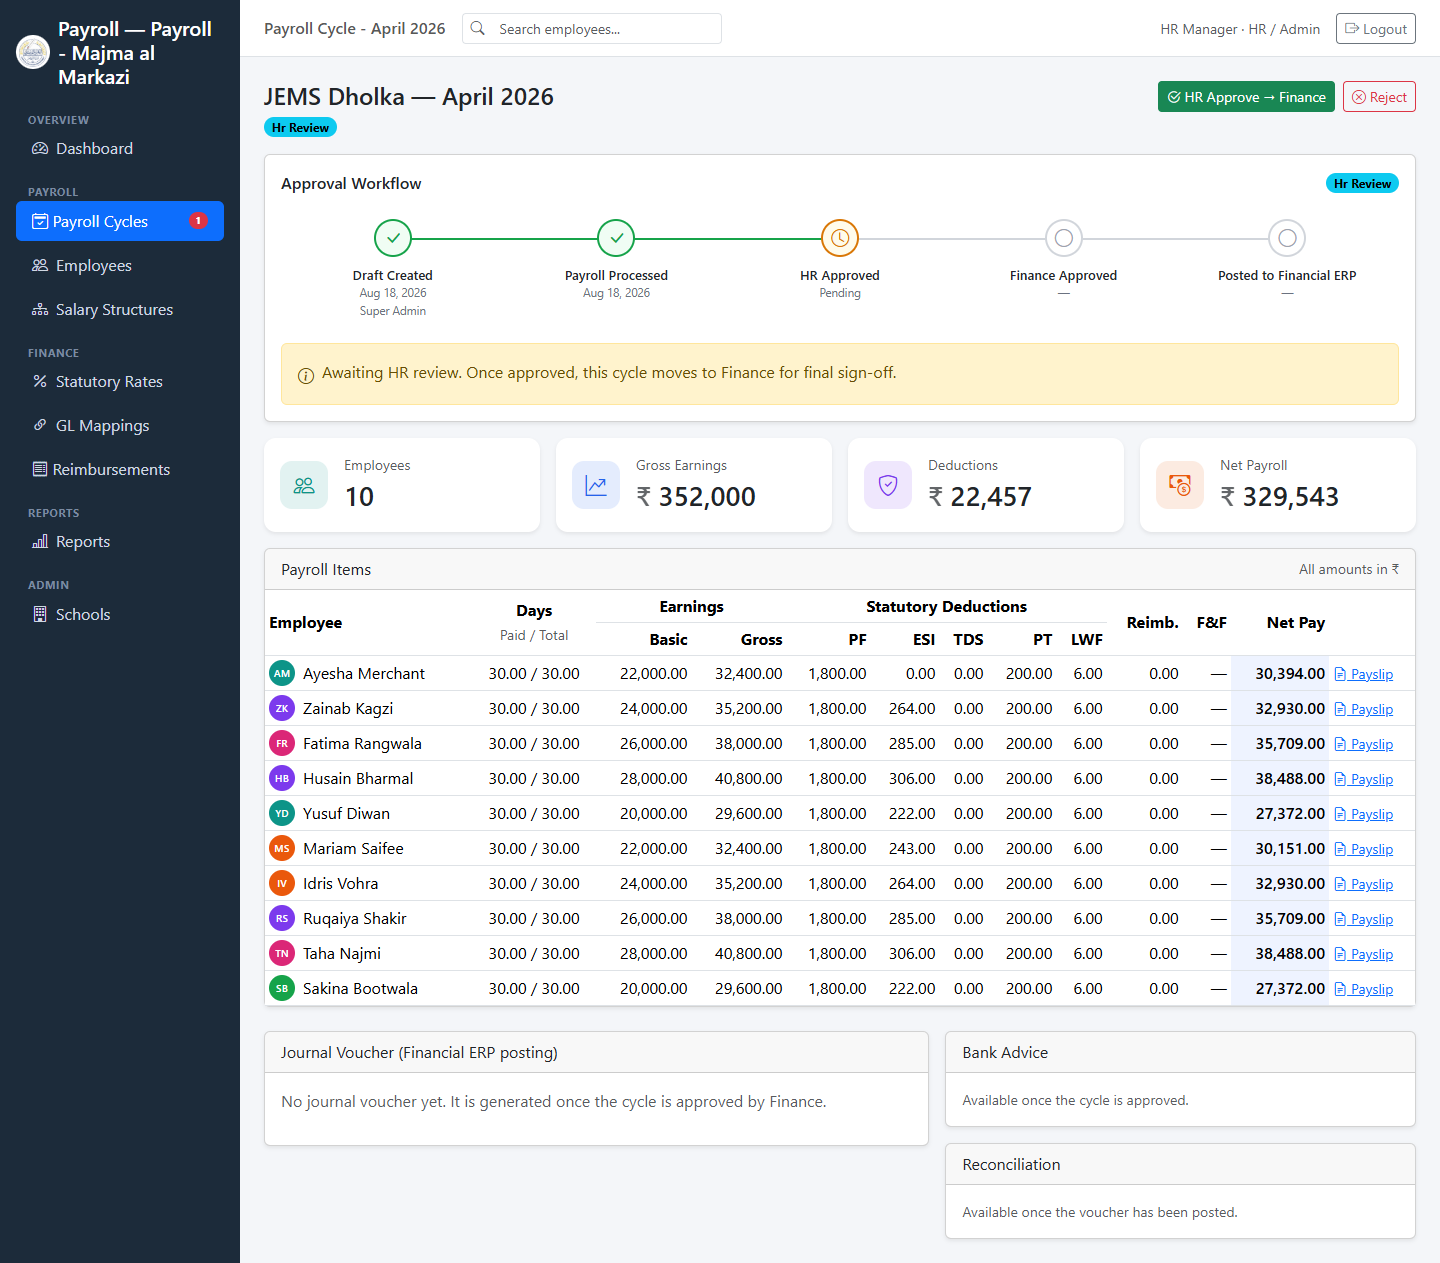 Payroll — Payroll
- Majma al
Markazi
OVERVIEW
Dashboard
PAYROLL
Payroll Cycles 1
Employees
Salary Structures
FINANCE
Statutory Rates
GL Mappings
Reimbursements
REPORTS
Reports
ADMIN
Schools
Payroll Cycle - April 2026 Search employees... HR Manager · HR / Admin Logout
JEMS Dholka — April 2026 HR Approve → Finance Reject
Hr Review
Approval Workflow Hr Review
Draft Created Payroll Processed HR Approved Finance Approved Posted to Financial ERP
Aug 18, 2026 Aug 18, 2026 Pending — —
Super Admin
Awaiting HR review. Once approved, this cycle moves to Finance for final sign-off.
Employees Gross Earnings Deductions Net Payroll
10 ₹ 352,000 ₹ 22,457 ₹ 329,543
Payroll Items All amounts in ₹
Employee Days Earnings Statutory Deductions Reimb. F&F Net Pay
Paid / Total Basic Gross PF ESI TDS PT LWF
AM Ayesha Merchant 30.00 / 30.00 22,000.00 32,400.00 1,800.00 0.00 0.00 200.00 6.00 0.00 — 30,394.00 Payslip
ZK Zainab Kagzi 30.00 / 30.00 24,000.00 35,200.00 1,800.00 264.00 0.00 200.00 6.00 0.00 — 32,930.00 Payslip
FR Fatima Rangwala 30.00 / 30.00 26,000.00 38,000.00 1,800.00 285.00 0.00 200.00 6.00 0.00 — 35,709.00 Payslip
HB Husain Bharmal 30.00 / 30.00 28,000.00 40,800.00 1,800.00 306.00 0.00 200.00 6.00 0.00 — 38,488.00 Payslip
YD Yusuf Diwan 30.00 / 30.00 20,000.00 29,600.00 1,800.00 222.00 0.00 200.00 6.00 0.00 — 27,372.00 Payslip
MS Mariam Saifee 30.00 / 30.00 22,000.00 32,400.00 1,800.00 243.00 0.00 200.00 6.00 0.00 — 30,151.00 Payslip
IV Idris Vohra 30.00 / 30.00 24,000.00 35,200.00 1,800.00 264.00 0.00 200.00 6.00 0.00 — 32,930.00 Payslip
RS Ruqaiya Shakir 30.00 / 30.00 26,000.00 38,000.00 1,800.00 285.00 0.00 200.00 6.00 0.00 — 35,709.00 Payslip
TN Taha Najmi 30.00 / 30.00 28,000.00 40,800.00 1,800.00 306.00 0.00 200.00 6.00 0.00 — 38,488.00 Payslip
SB Sakina Bootwala 30.00 / 30.00 20,000.00 29,600.00 1,800.00 222.00 0.00 200.00 6.00 0.00 — 27,372.00 Payslip
Journal Voucher (Financial ERP posting)
No journal voucher yet. It is generated once the cycle is approved by Finance.
Bank Advice
Available once the cycle is approved.
Reconciliation
Available once the voucher has been posted.